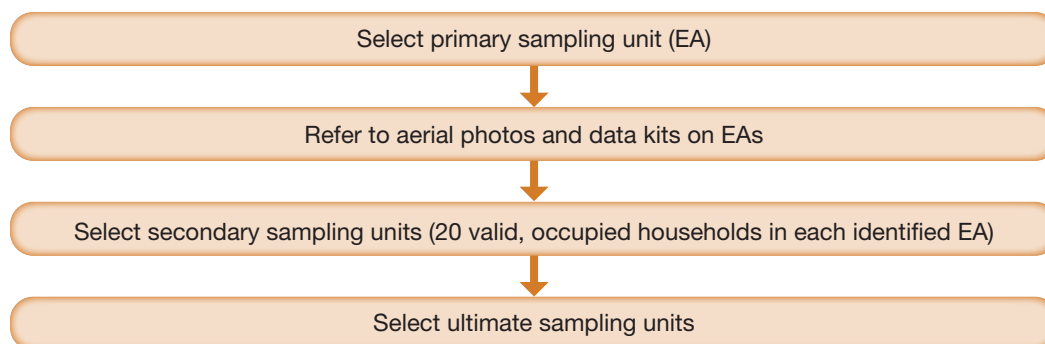 Select primary sampling unit (EA)
Refer to aerial photos and data kits on EAs
Select secondary sampling units (20 valid, occupied households in each identified EA)
Select ultimate sampling units